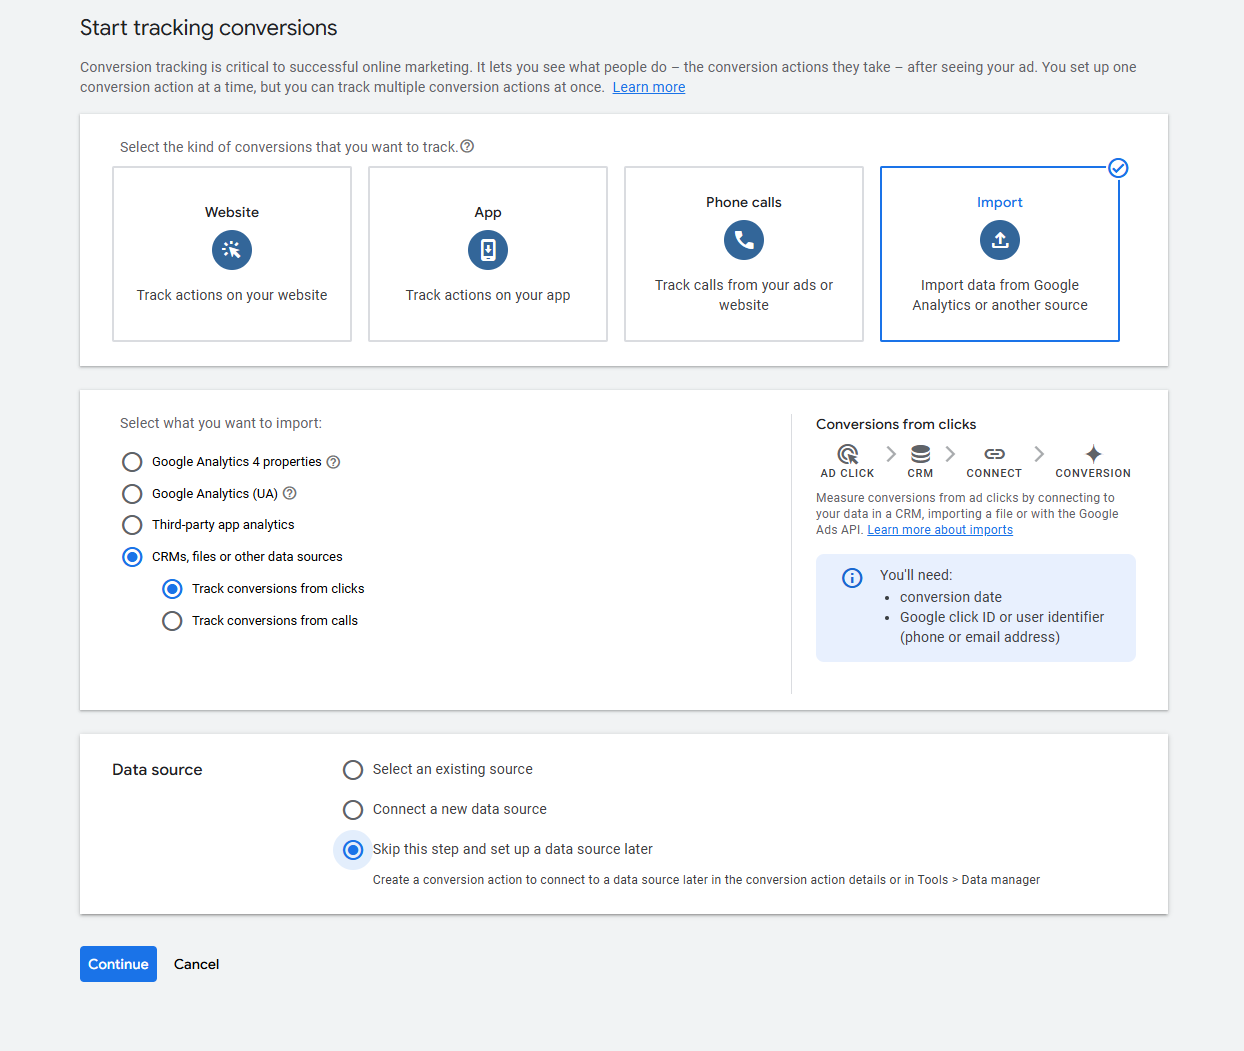 Start tracking conversions
Conversion tracking is critical to successful online marketing. It lets you see what people do – the conversion actions they take – after seeing your ad. You set up one
conversion action at a time, but you can track multiple conversion actions at once. Learn more
Select the kind of conversions that you want to track.
Website
Track actions on your website
App
Track actions on your app
Phone calls
Track calls from your ads or
website
Import
Import data from Google
Analytics or another source
Select what you want to import:
Google Analytics 4 properties
Google Analytics (UA)
Third-party app analytics
CRMs, files or other data sources
Track conversions from clicks
Track conversions from calls
Conversions from clicks
AD CLICK CRM CONNECT CONVERSION
Measure conversions from ad clicks by connecting to
your data in a CRM, importing a file or with the Google
Ads API. Learn more about imports
You'll need:
• conversion date
• Google click ID or user identifier
(phone or email address)
Data source
Select an existing source
Connect a new data source
Skip this step and set up a data source later
Create a conversion action to connect to a data source later in the conversion action details or in Tools > Data manager
Continue Cancel